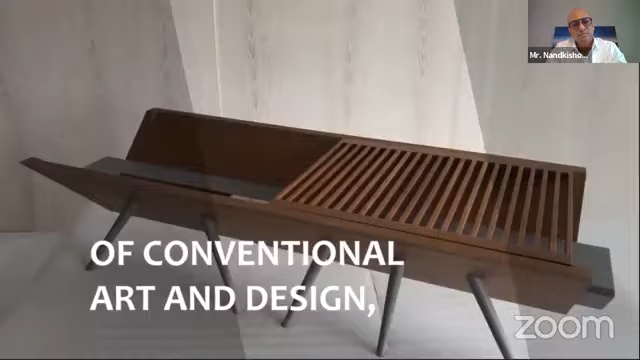 Mr. Nandkisho...
OF CONVENTIONAL
ART AND DESIGN,
zoom